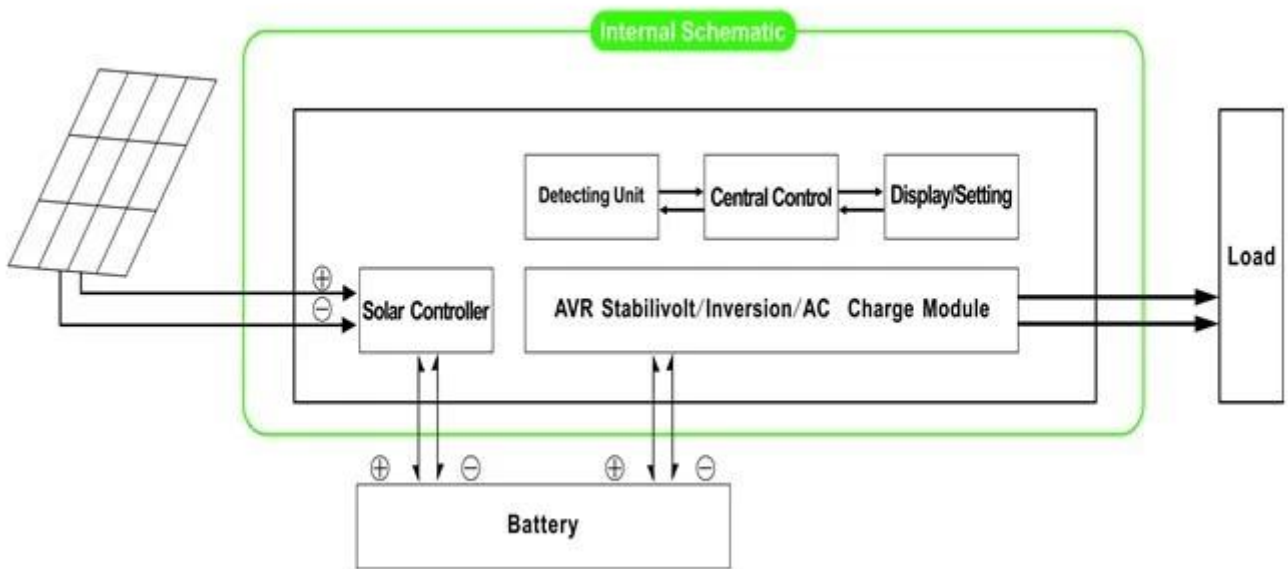 Internal Schematic
Detecting Unit
Central Control
Display/Setting
Load
⊕
⊖
Solar Controller
AVR Stabilivolt/Inversion/AC Charge Module
⊕ ⊖ ⊕ ⊖
Battery